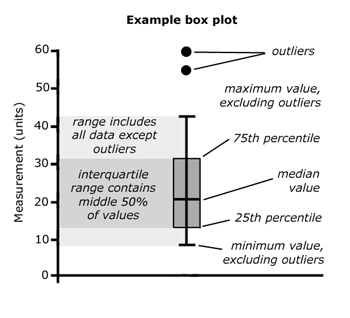 Example box plot
60
50
40
30
20
10
0
Measurement (units)
outliers
maximum value,
excluding outliers
range includes
all data except
outliers
75th percentile
interquartile
range contains
middle 50%
of values
median
value
25th percentile
minimum value,
excluding outliers